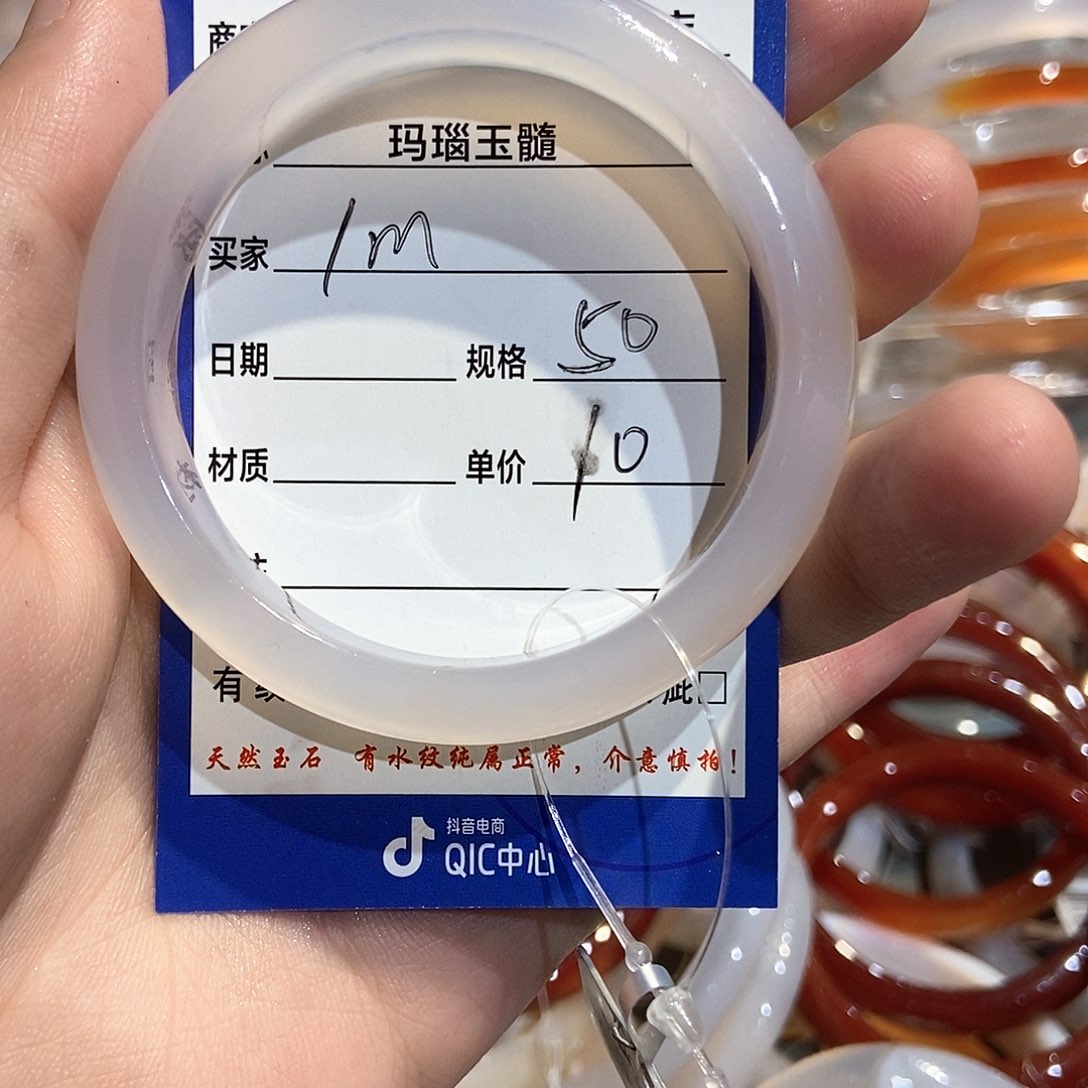 玛瑙玉髓
买家 1m
日期 规格 50
材质 单价 10
有
天然玉石 有水纹纯属正常，介意慎拍！
抖音电商
QIC中心